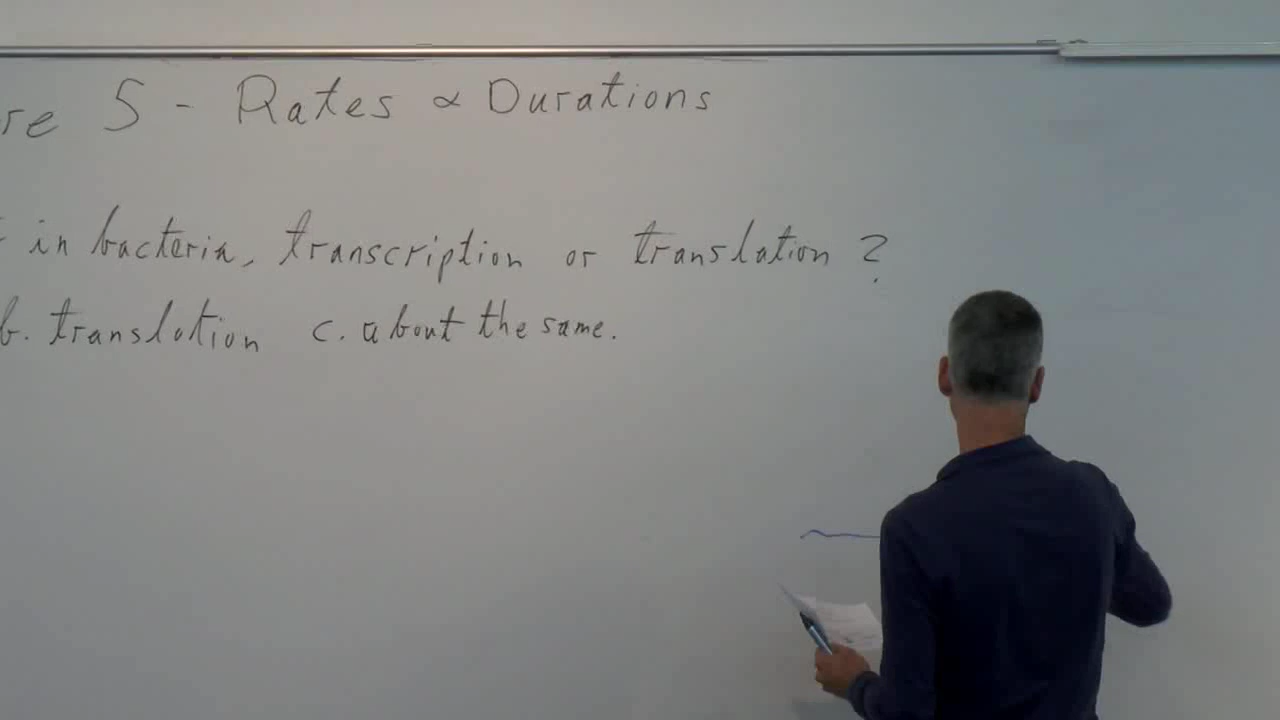 re 5 - Rates & Durations
in bacteria, transcription or translation ?
b. translation c. about the same.